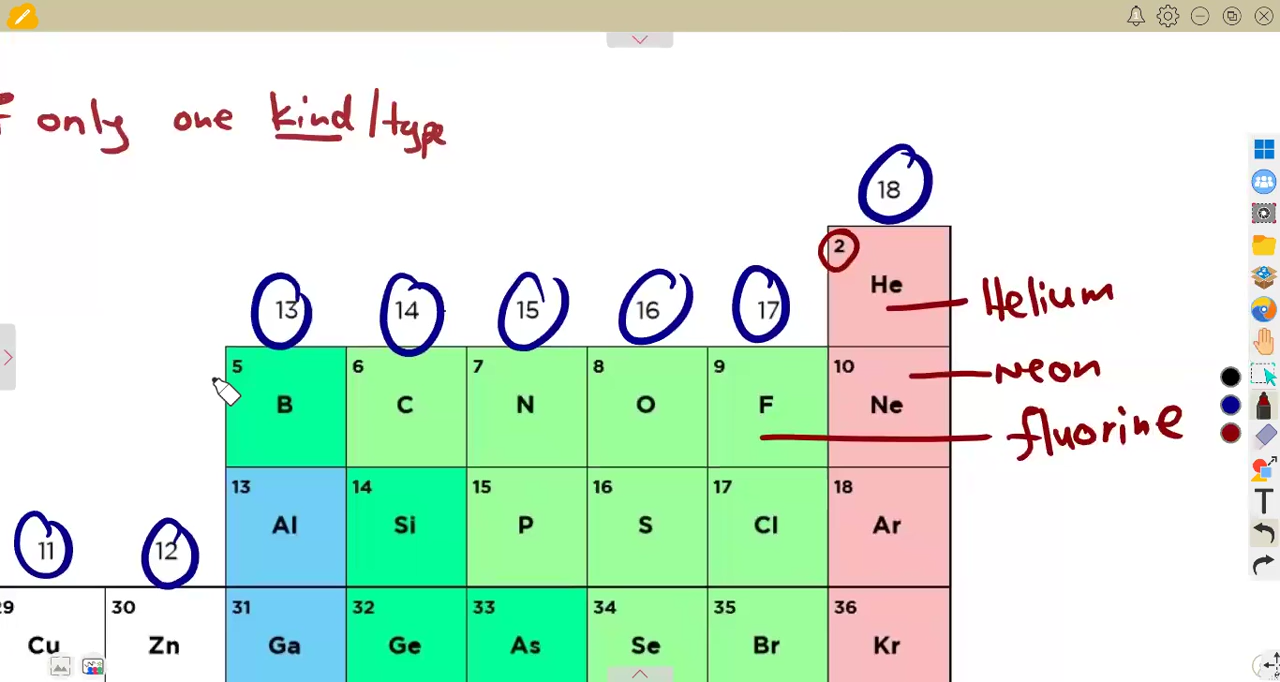 only one kind/type
18
2
He
Helium
13 14 15 16 17
5 6 7 8 9 10
B C N O F Ne
neon
fluorine
13 14 15 16 17 18
Al Si P S Cl Ar
11 12
29 30 31 32 33 34 35 36
Cu Zn Ga Ge As Se Br Kr
T